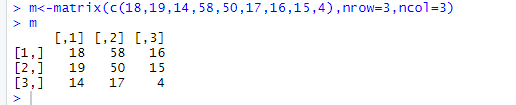 > m<-matrix(c(18,19,14,58,50,17,16,15,4),nrow=3,ncol=3)
> m
     [,1] [,2] [,3]
[1,]   18   58   16
[2,]   19   50   15
[3,]   14   17    4
>